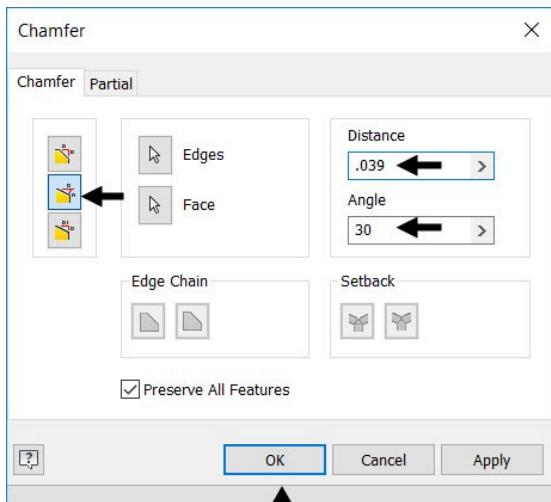 Chamfer
Chamfer Partial
Edges
Face
Distance
.039
Angle
30
Edge Chain
Setback
Preserve All Features
OK Cancel Apply